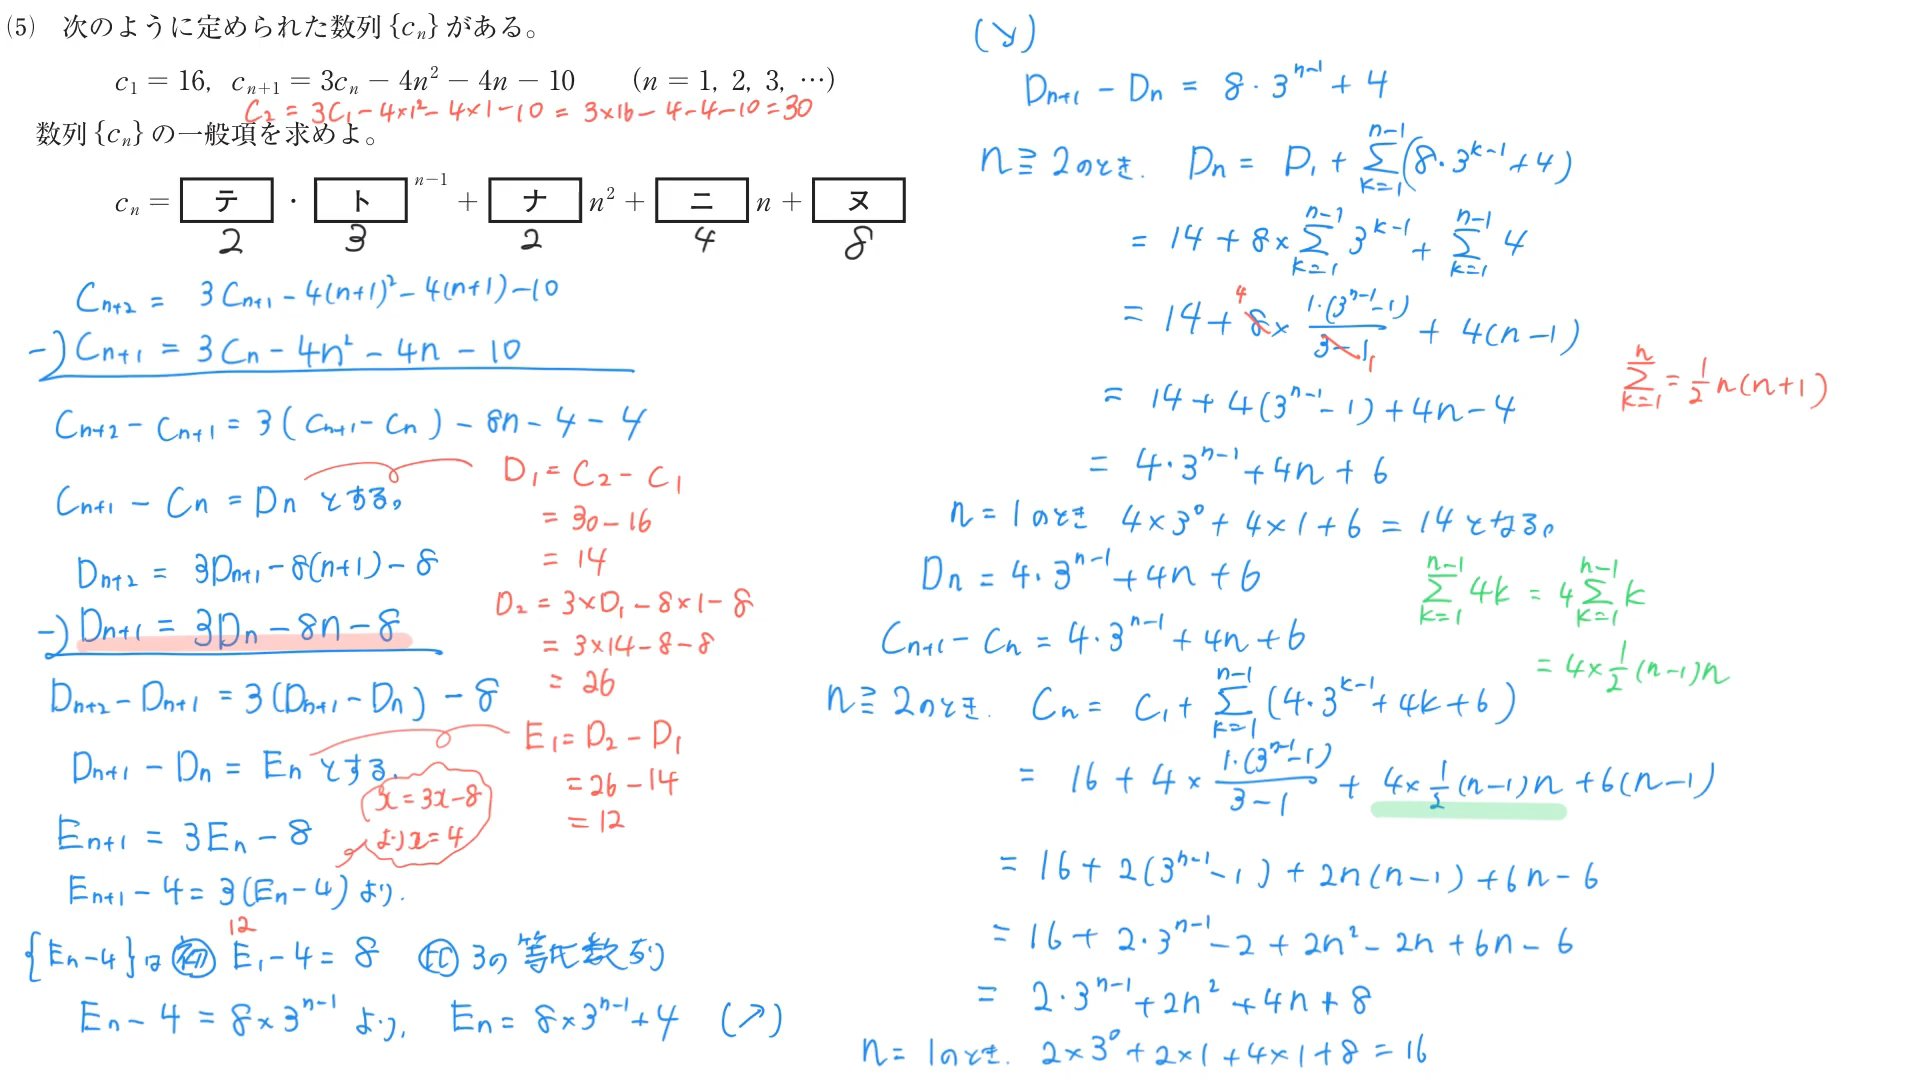 (5) 次のように定められた数列{cₙ}がある。
c₁ = 16, cₙ₊₁ = 3cₙ − 4n² − 4n − 10 (n = 1, 2, 3, …)
C₂ = 3C₁ − 4×1² − 4×1 − 10 = 3×16 − 4 − 4 − 10 = 30
数列{cₙ}の一般項を求めよ。
cₙ = テ · ト ⁿ⁻¹ + ナ n² + ニ n + ヌ
2 3 2 4 8
Cₙ₊₂ = 3Cₙ₊₁ − 4(n+1)² − 4(n+1) − 10
−) Cₙ₊₁ = 3Cₙ − 4n² − 4n − 10
Cₙ₊₂ − Cₙ₊₁ = 3(Cₙ₊₁ − Cₙ) − 8n − 4 − 4
Cₙ₊₁ − Cₙ = Dₙ とする。
D₁ = C₂ − C₁
= 30 − 16
= 14
Dₙ₊₂ = 3Dₙ₊₁ − 8(n+1) − 8
−) Dₙ₊₁ = 3Dₙ − 8n − 8
D₂ = 3×D₁ − 8×1 − 8
= 3×14 − 8 − 8
= 26
Dₙ₊₂ − Dₙ₊₁ = 3(Dₙ₊₁ − Dₙ) − 8
Dₙ₊₁ − Dₙ = Eₙ とする。
E₁ = D₂ − D₁
= 26 − 14
= 12
Eₙ₊₁ = 3Eₙ − 8
x = 3x − 8
より x = 4
Eₙ₊₁ − 4 = 3(Eₙ − 4) より.
12
{Eₙ − 4}は 初 E₁ − 4 = 8 比 3の等比数列
Eₙ − 4 = 8×3ⁿ⁻¹ より, Eₙ = 8×3ⁿ⁻¹ + 4 (↗)
(↘)
Dₙ₊₁ − Dₙ = 8·3ⁿ⁻¹ + 4
n ≧ 2のとき. Dₙ = D₁ + Σ[k=1→n−1](8·3ᵏ⁻¹ + 4)
= 14 + 8×Σ[k=1→n−1] 3ᵏ⁻¹ + Σ[k=1→n−1] 4
= 14 + 8× 1·(3ⁿ⁻¹ − 1)/(3 − 1) + 4(n−1)
4
1
= 14 + 4(3ⁿ⁻¹ − 1) + 4n − 4
Σ[k=1→n] = 1/2 n(n+1)
= 4·3ⁿ⁻¹ + 4n + 6
n = 1のとき 4×3⁰ + 4×1 + 6 = 14となる。
Dₙ = 4·3ⁿ⁻¹ + 4n + 6
Σ[k=1→n−1] 4k = 4Σ[k=1→n−1] k
= 4×1/2(n−1)n
Cₙ₊₁ − Cₙ = 4·3ⁿ⁻¹ + 4n + 6
n ≧ 2のとき. Cₙ = C₁ + Σ[k=1→n−1](4·3ᵏ⁻¹ + 4k + 6)
= 16 + 4× 1·(3ⁿ⁻¹ − 1)/(3 − 1) + 4×1/2(n−1)n + 6(n−1)
= 16 + 2(3ⁿ⁻¹ − 1) + 2n(n−1) + 6n − 6
= 16 + 2·3ⁿ⁻¹ − 2 + 2n² − 2n + 6n − 6
= 2·3ⁿ⁻¹ + 2n² + 4n + 8
n = 1のとき. 2×3⁰ + 2×1 + 4×1 + 8 = 16